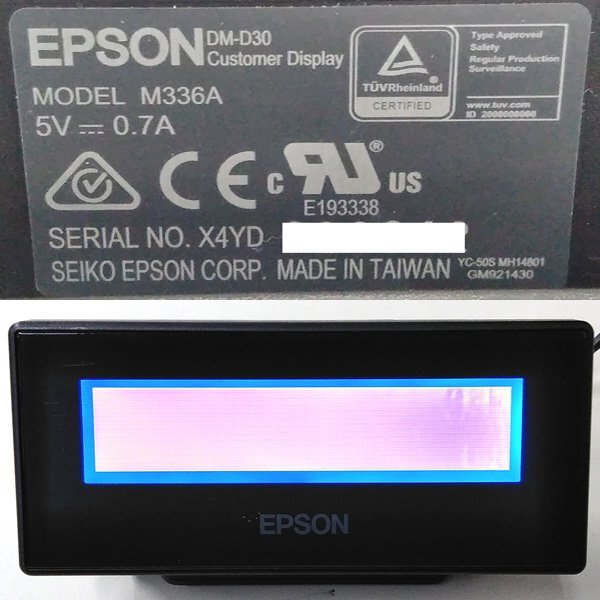 EPSON DM-D30
Customer Display
MODEL M336A
5V 0.7A
TÜVRheinland
CERTIFIED
Type Approved
Safety
Regular Production
Surveillance
www.tuv.com
ID 2000000000
CE
c RU US
E193338
SERIAL NO. X4YD
SEIKO EPSON CORP. MADE IN TAIWAN
YC-50S MH14801
GM921430
EPSON